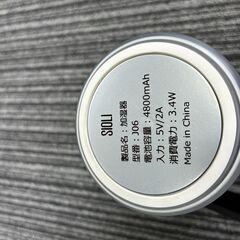 SIOLI
製品名：加湿器
型番：J06
電池容量：4800mAh
入力：5V/2A
消費電力：3.4W
Made in China